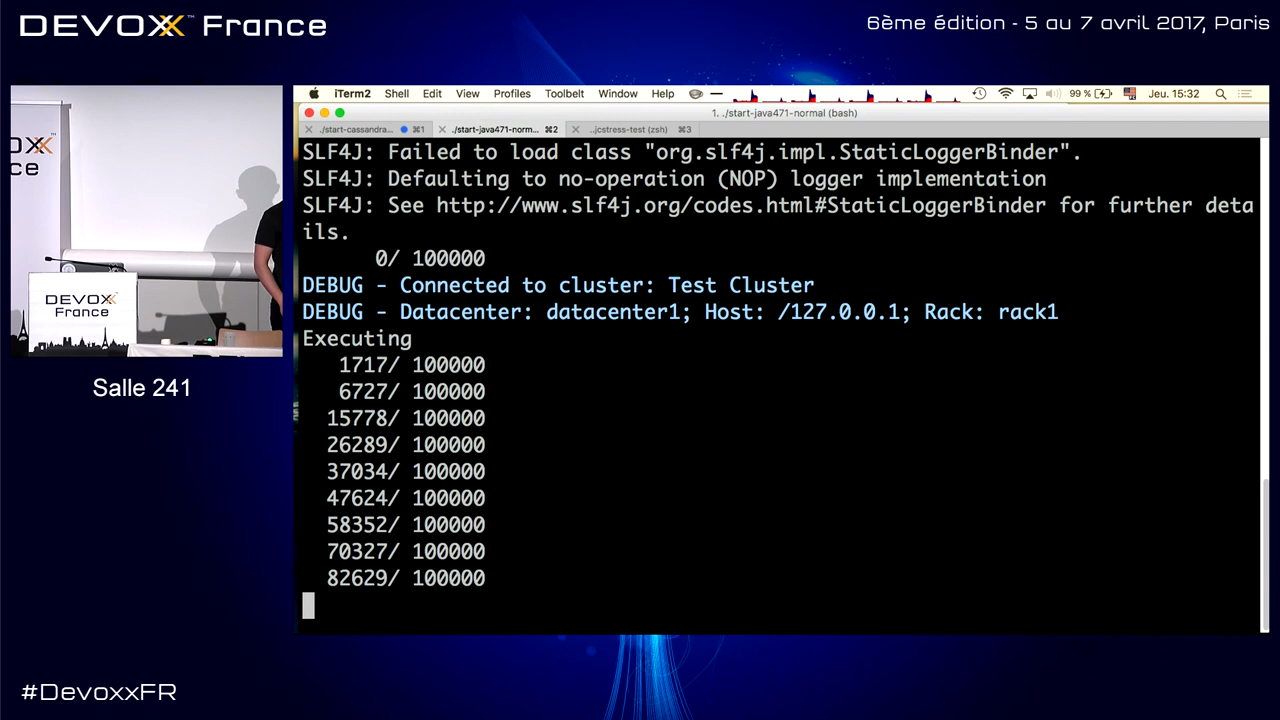 DEVOXX™ France
6ème édition - 5 au 7 avril 2017, Paris
iTerm2 Shell Edit View Profiles Toolbelt Window Help 99 % Jeu. 15:32
1. ./start-java471-normal (bash)
./start-cassandra... ⌘1 ./start-java471-norm... ⌘2 ..jcstress-test (zsh) ⌘3
SLF4J: Failed to load class "org.slf4j.impl.StaticLoggerBinder".
SLF4J: Defaulting to no-operation (NOP) logger implementation
SLF4J: See http://www.slf4j.org/codes.html#StaticLoggerBinder for further deta
ils.
0/ 100000
DEBUG - Connected to cluster: Test Cluster
DEBUG - Datacenter: datacenter1; Host: /127.0.0.1; Rack: rack1
Executing
1717/ 100000
6727/ 100000
15778/ 100000
26289/ 100000
37034/ 100000
47624/ 100000
58352/ 100000
70327/ 100000
82629/ 100000
OXX
ce
DEVOXX
France
Salle 241
#DevoxxFR